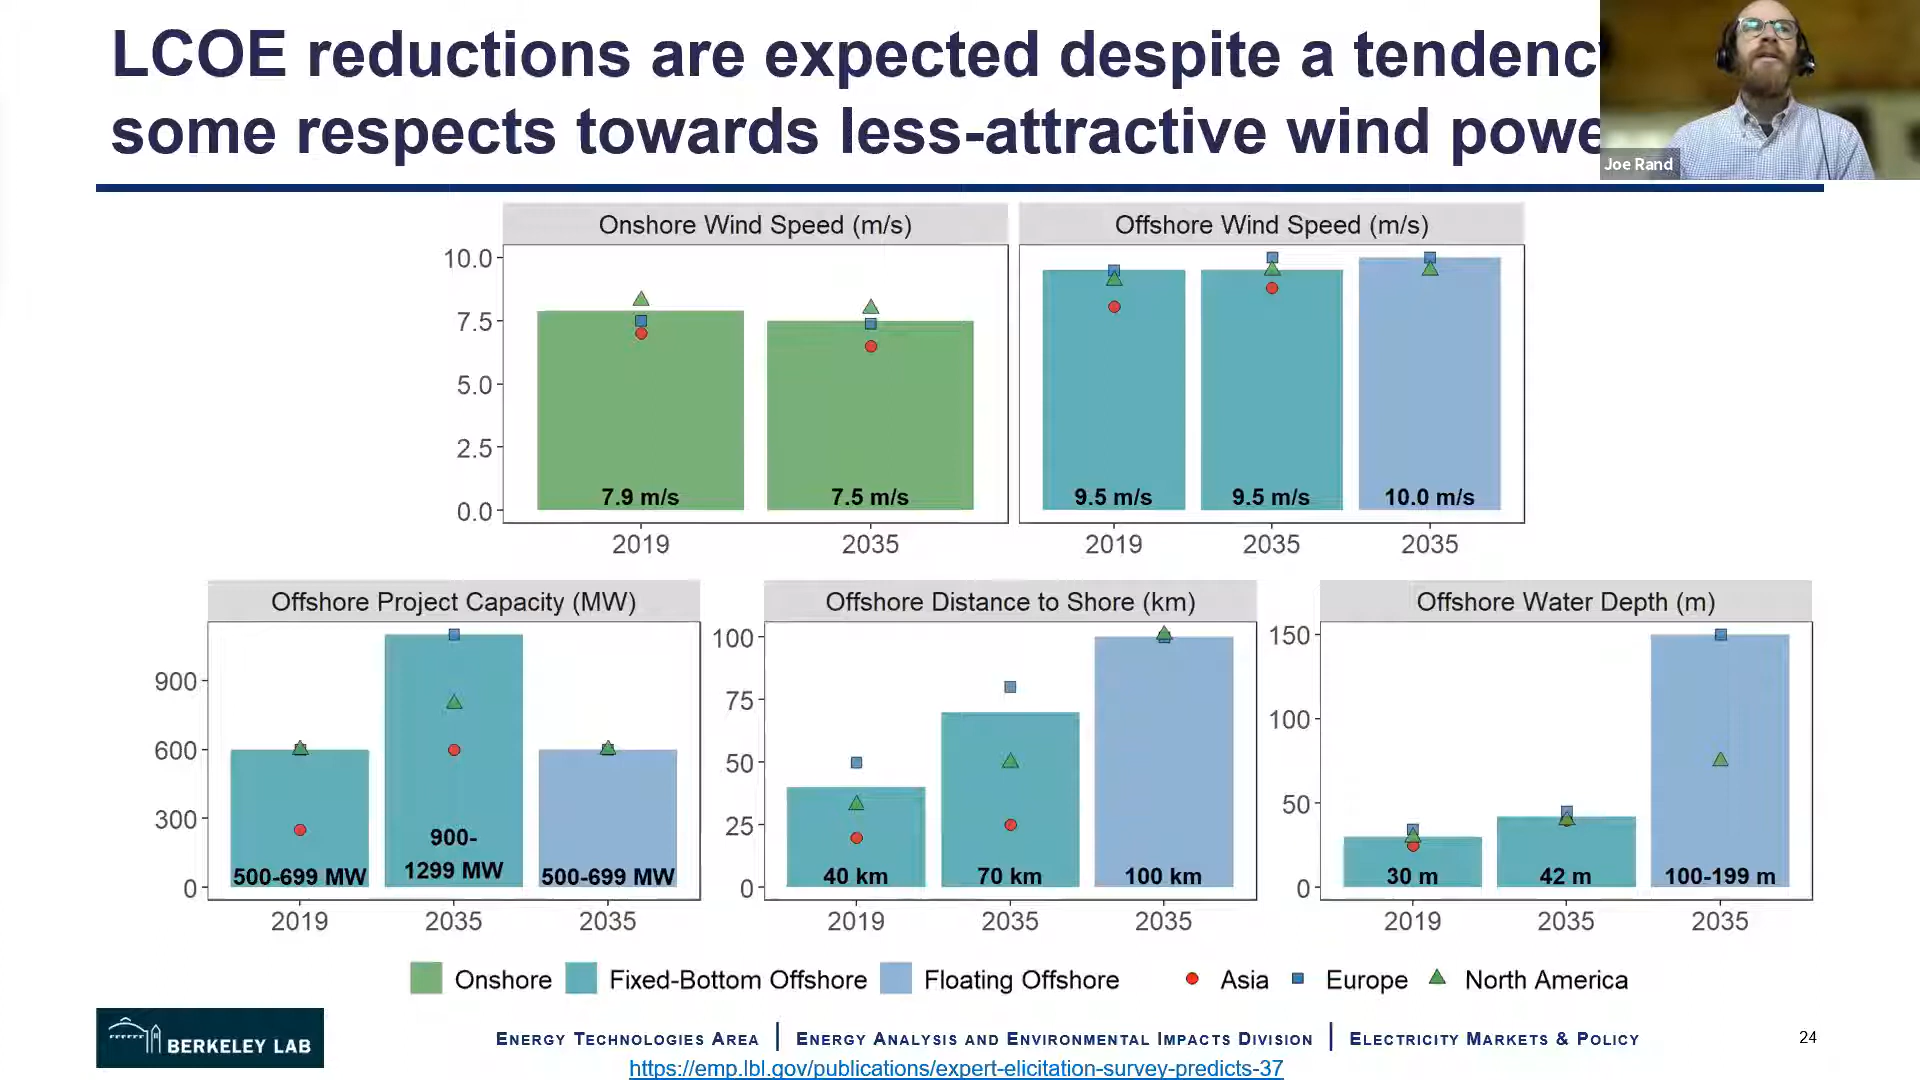 LCOE reductions are expected despite a
some respects towards less-attractive wind
Joe Rand
Onshore Wind Speed (m/s)
Offshore Wind Speed (m/s)
10.0
7.5
5.0
2.5
0.0
7.9 m/s
7.5 m/s
9.5 m/s
9.5 m/s
10.0 m/s
2019
2035
2019
2035
2035
Offshore Project Capacity (MW)
Offshore Distance to Shore (km)
Offshore Water Depth (m)
900
600
300
0
900-
1299 MW
500-699 MW
500-699 MW
2019
2035
2035
100
75
50
25
0
40 km
70 km
100 km
2019
2035
2035
150
100
50
0
30 m
42 m
100-199 m
2019
2035
2035
Onshore
Fixed-Bottom Offshore
Floating Offshore
Asia
Europe
North America
BERKELEY LAB
ENERGY TECHNOLOGIES AREA | ENERGY ANALYSIS AND ENVIRONMENTAL IMPACTS DIVISION | ELECTRICITY MARKETS & POLICY
24
https://emp.lbl.gov/publications/expert-elicitation-survey-predicts-37